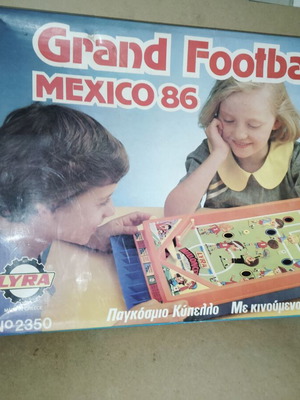 Grand Footba
MEXICO 86
LYRA
Παγκόσμιο Κύπελλο Με κινούμενο
No 2350